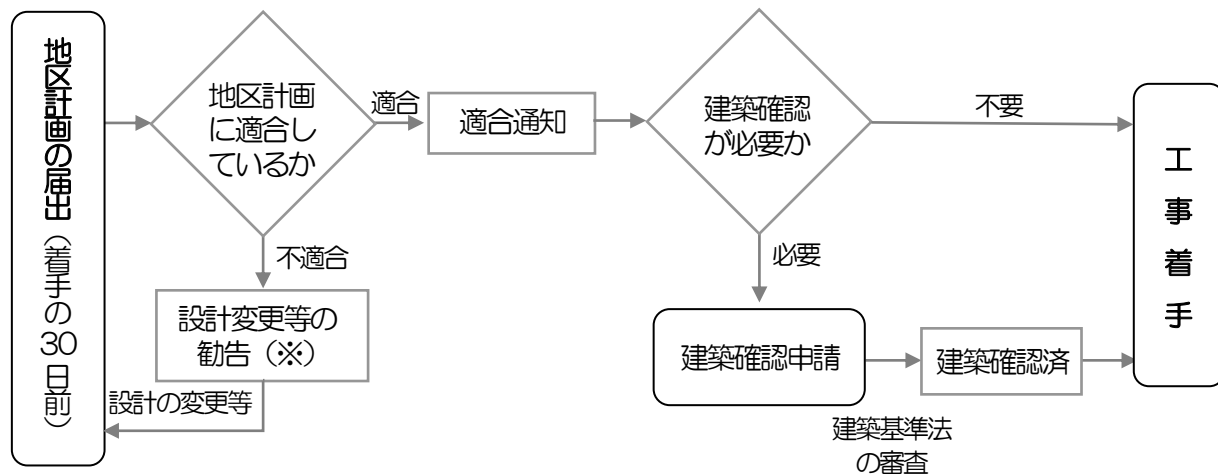 地区計画の届出（着手の30日前）
地区計画
に適合し
ているか
適合
適合通知
建築確認
が必要か
不要
工事着手
不適合
設計変更等の
勧告（※）
設計の変更等
必要
建築確認申請
建築確認済
建築基準法
の審査